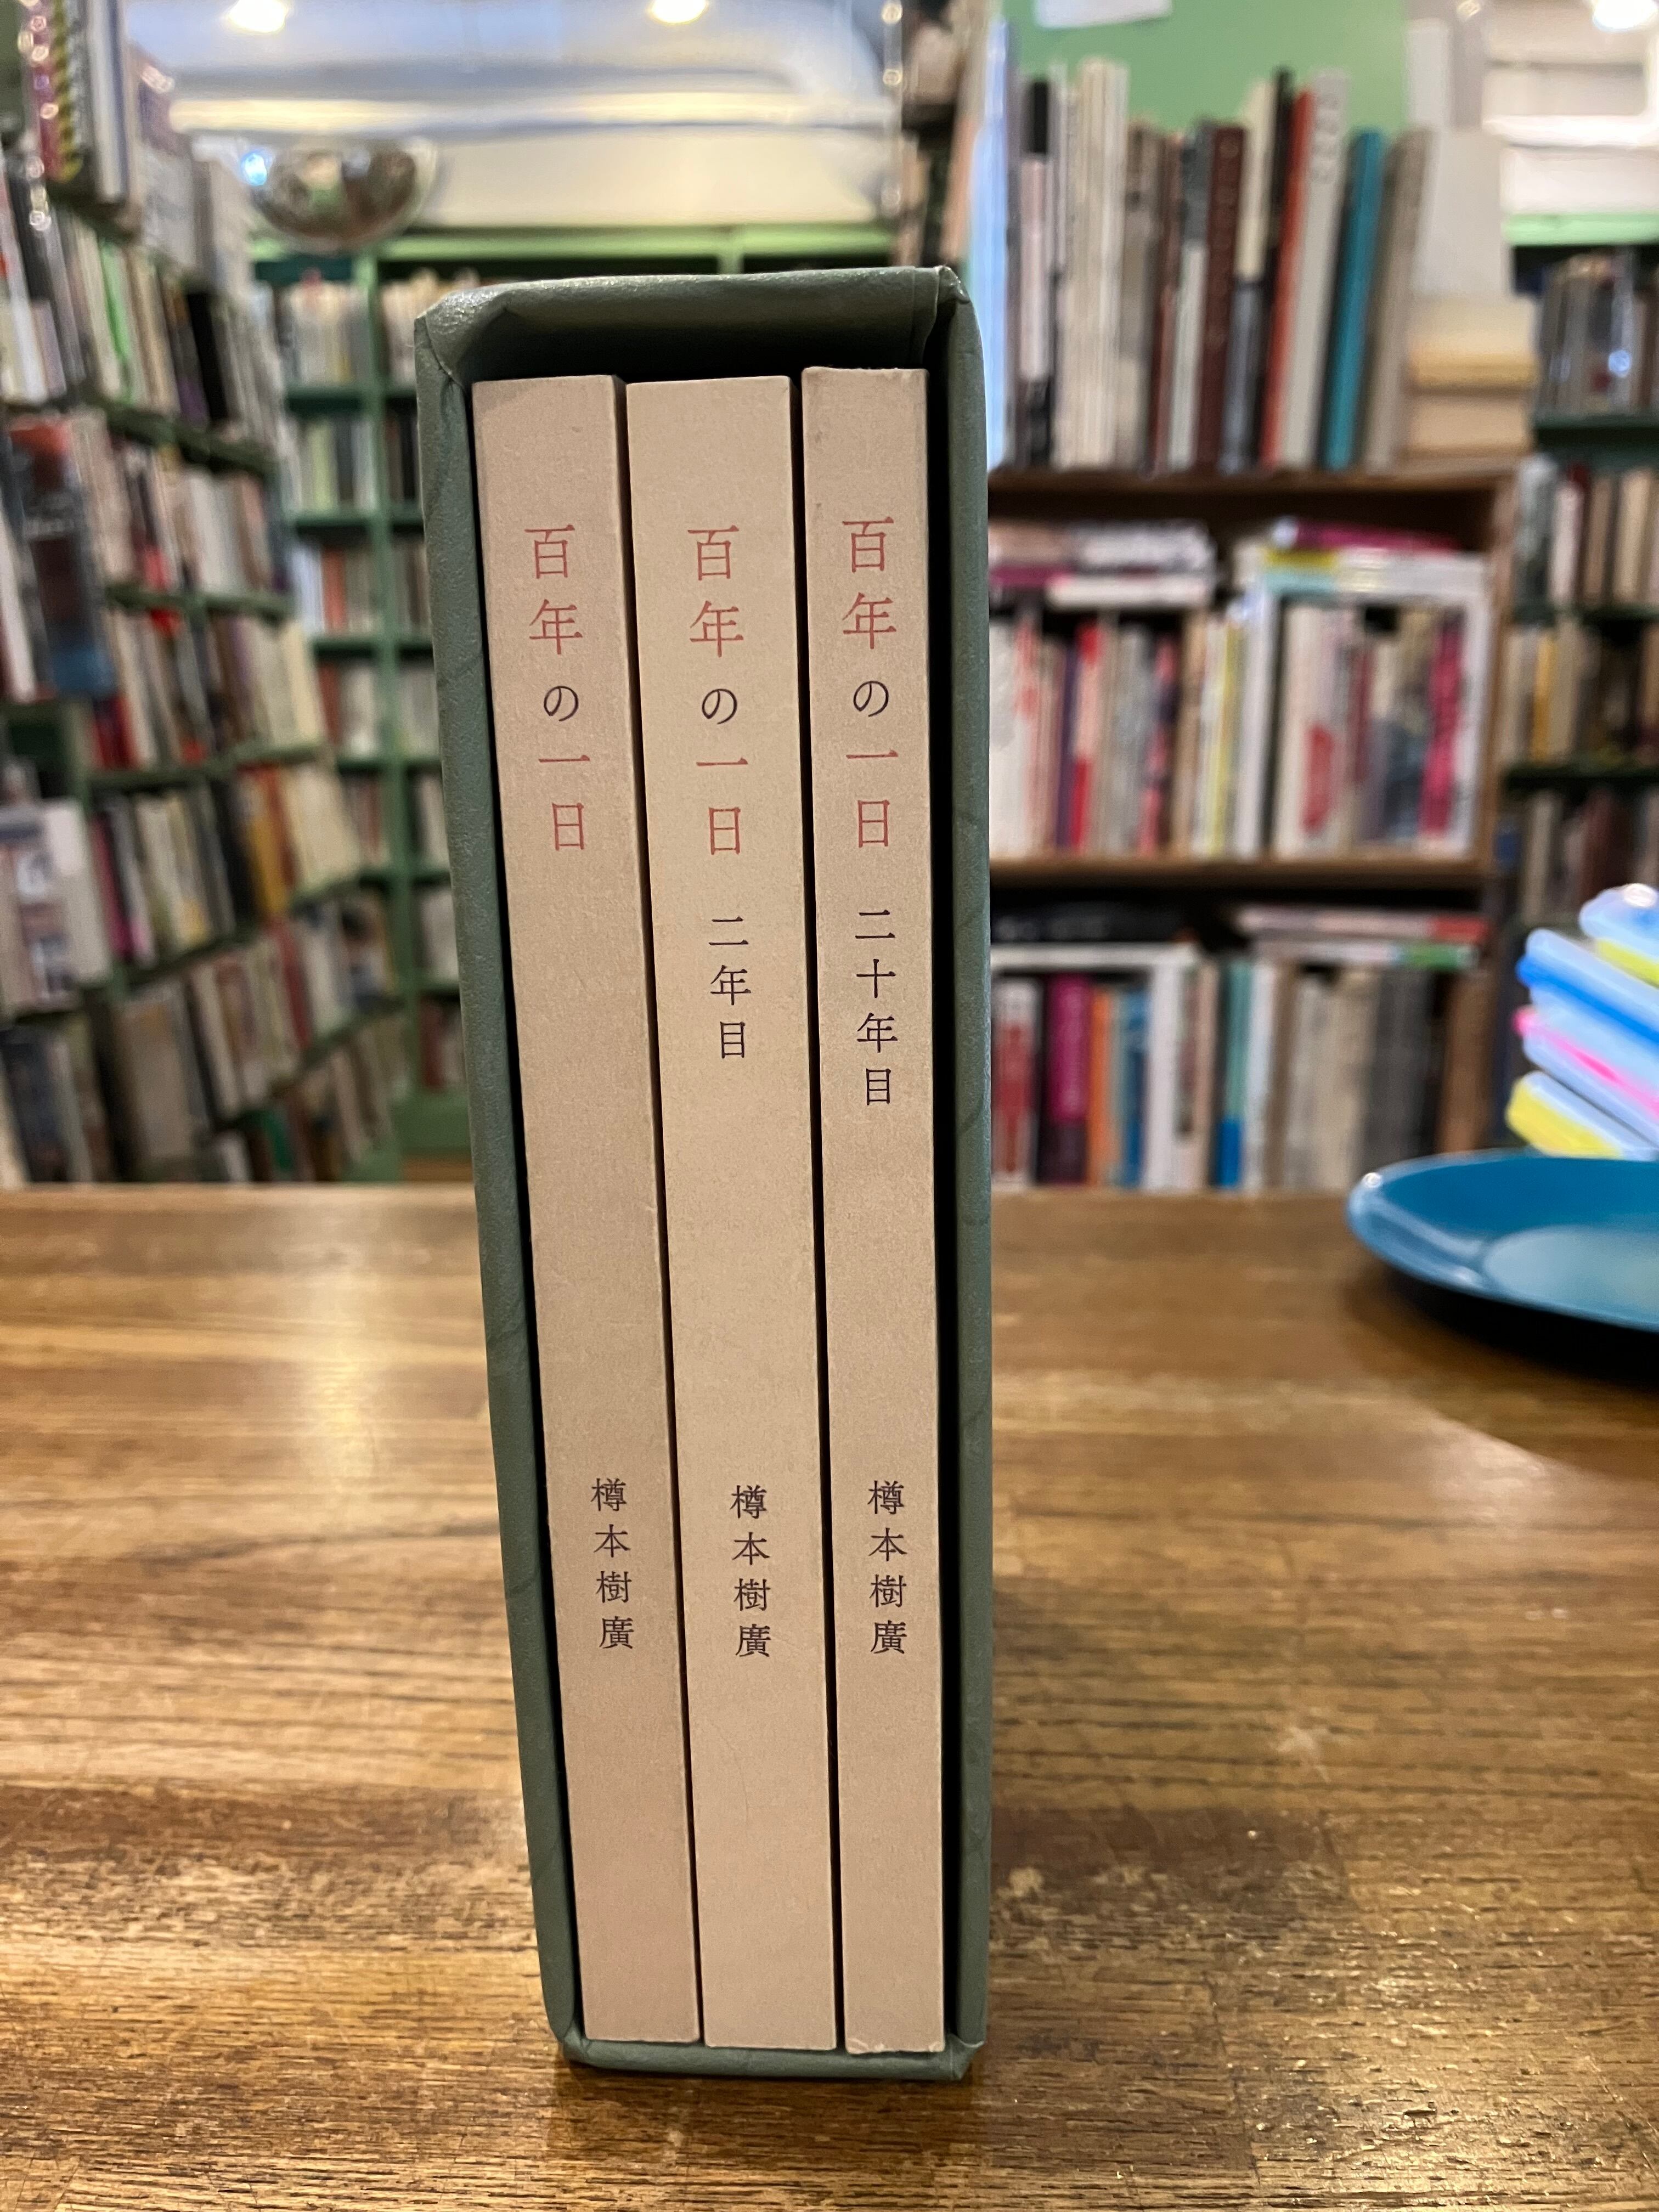 百年の一日
樽本樹廣
百年の一日 二年目
樽本樹廣
百年の一日 二十年目
樽本樹廣